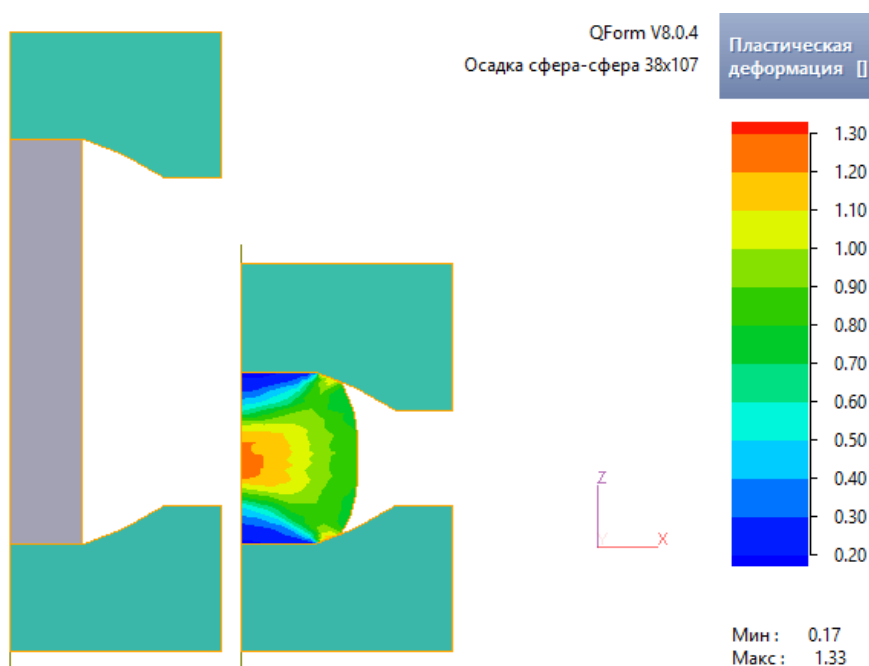 QForm V8.0.4
Осадка сфера-сфера 38x107
Пластическая
деформация []
1.30
1.20
1.10
1.00
0.90
0.80
0.70
0.60
0.50
0.40
0.30
0.20
Z
X
Мин : 0.17
Макс : 1.33